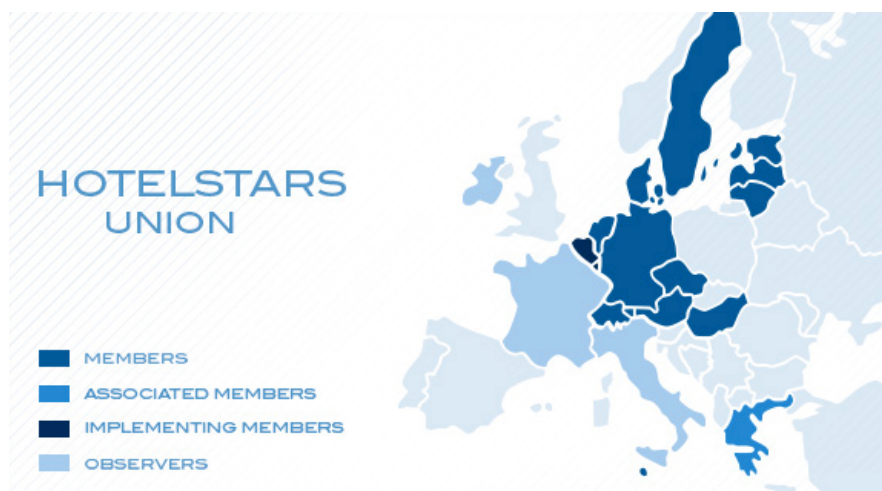 HOTELSTARS
UNION
MEMBERS
ASSOCIATED MEMBERS
IMPLEMENTING MEMBERS
OBSERVERS